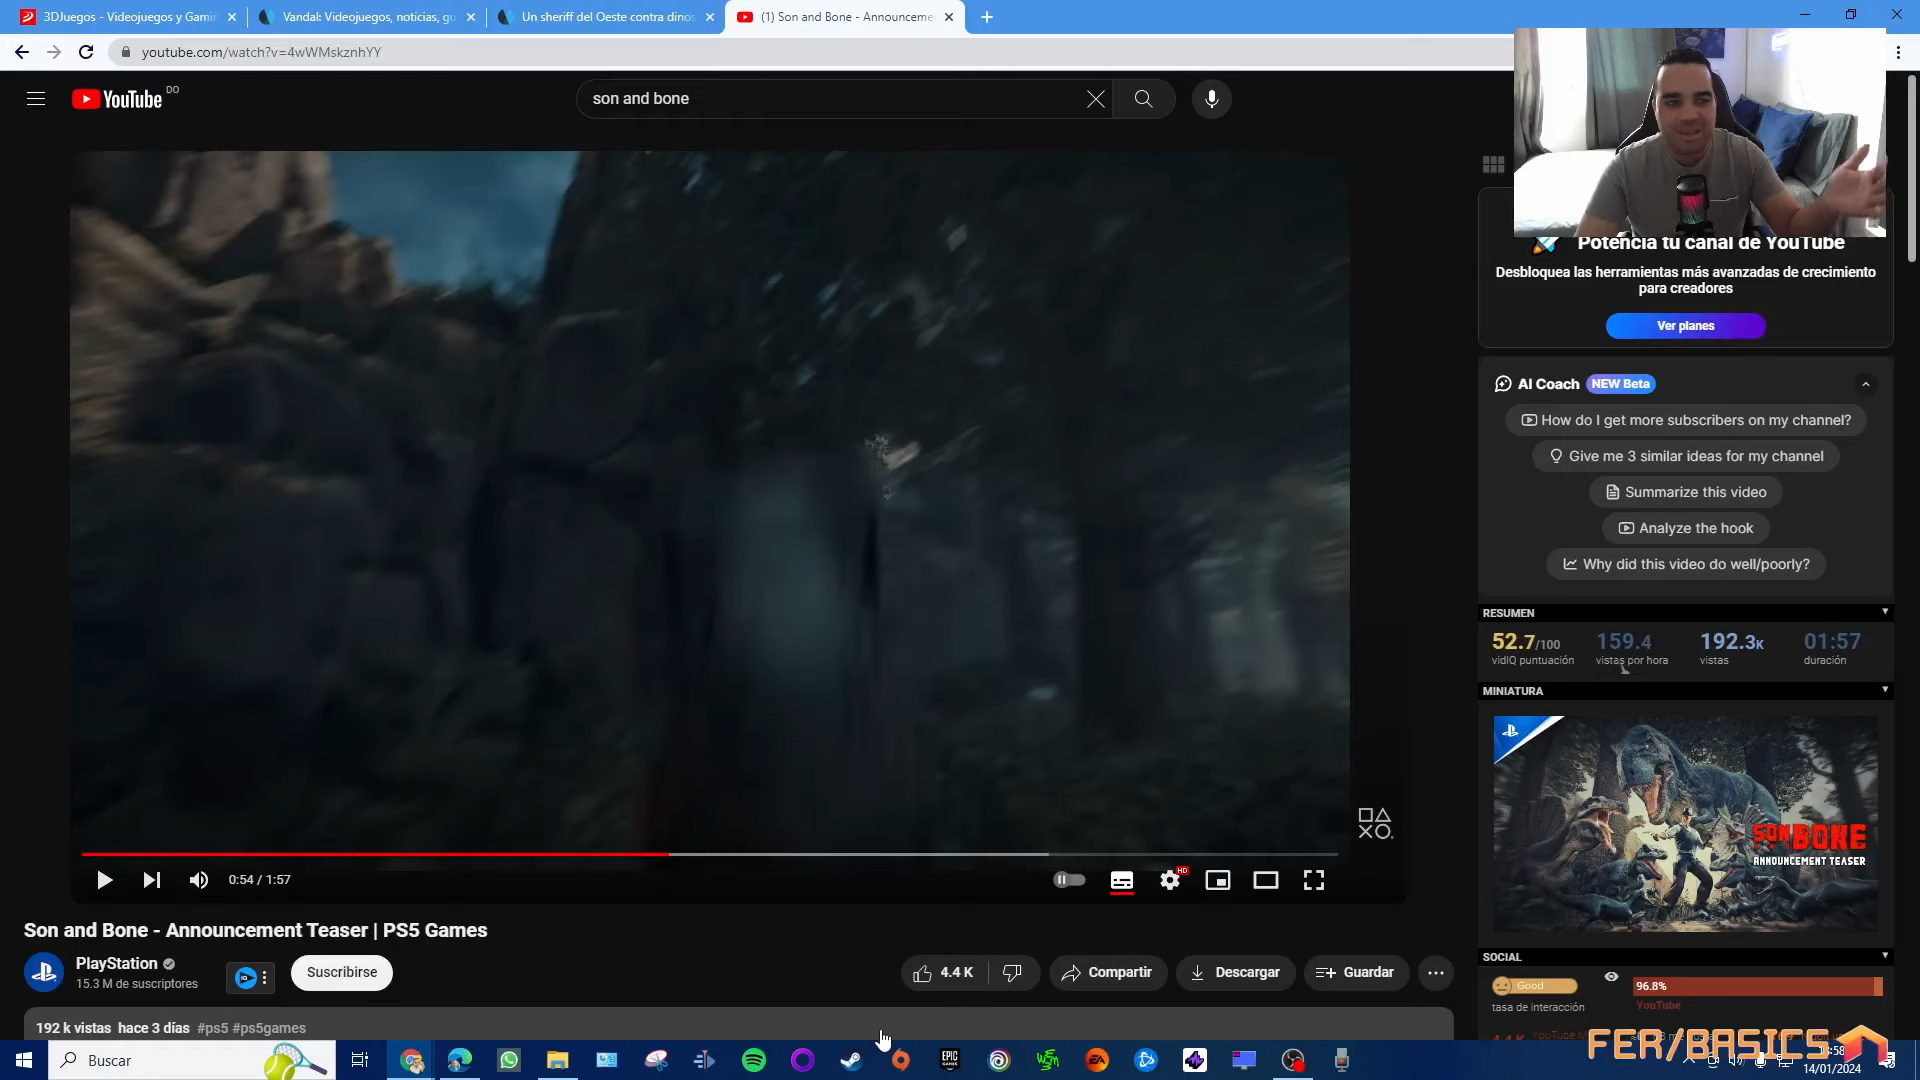 3DJuegos - Videojuegos y Gami
Vandal: Videojuegos, noticias, gu
Un sheriff del Oeste contra dinos
(1) Son and Bone - Announceme
youtube.com/watch?v=4wWMskznhYY
YouTube DO
son and bone
Potencia tu canal de YouTube
Desbloquea las herramientas más avanzadas de crecimiento
para creadores
Ver planes
AI Coach NEW Beta
How do I get more subscribers on my channel?
Give me 3 similar ideas for my channel
Summarize this video
Analyze the hook
Why did this video do well/poorly?
RESUMEN
52.7/100 159.4 192.3K 01:57
vidIQ puntuación vistas por hora vistas duración
MINIATURA
SON BONE
ANNOUNCEMENT TEASER
0:54 / 1:57
HD
Son and Bone - Announcement Teaser | PS5 Games
PlayStation
15.3 M de suscriptores
Suscribirse
4.4 K
Compartir
Descargar
Guardar
192 k vistas hace 3 días #ps5 #ps5games
SOCIAL
Good
tasa de interacción
96.8%
YouTube
FER/BASICS
Buscar
EPIC
GAMES
EA
14/01/2024